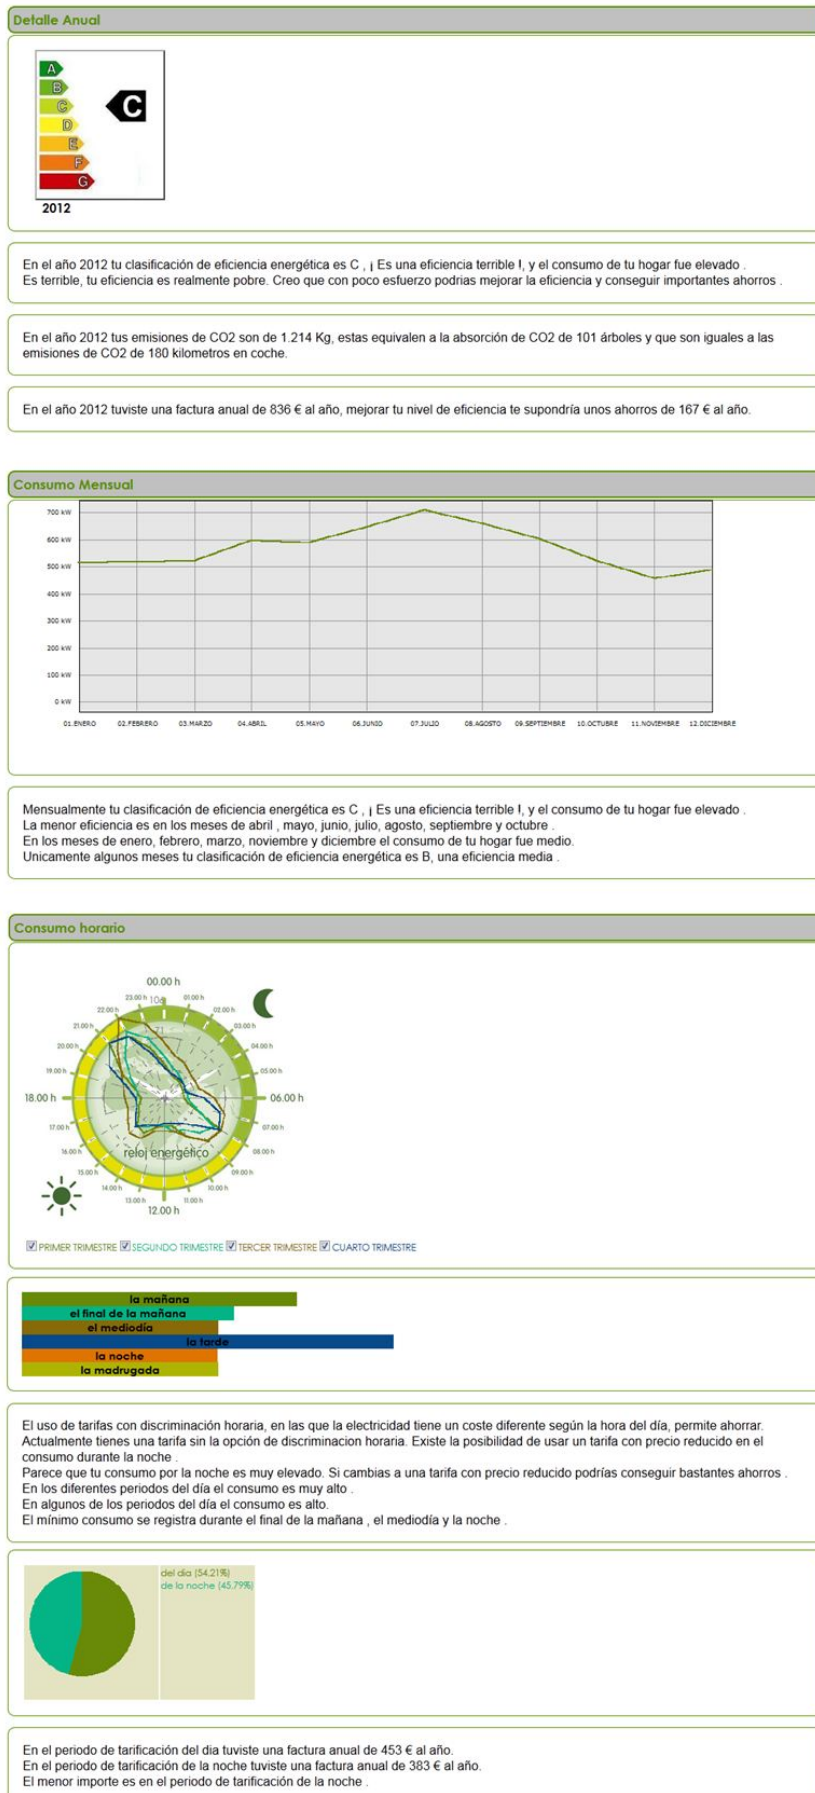 Detalle Anual
A
B
C
C
D
E
F
G
2012
En el año 2012 tu clasificación de eficiencia energética es C , ¡ Es una eficiencia terrible !, y el consumo de tu hogar fue elevado .
Es terrible, tu eficiencia es realmente pobre. Creo que con poco esfuerzo podrias mejorar la eficiencia y conseguir importantes ahorros .
En el año 2012 tus emisiones de CO2 son de 1.214 Kg, estas equivalen a la absorción de CO2 de 101 árboles y que son iguales a las
emisiones de CO2 de 180 kilometros en coche.
En el año 2012 tuviste una factura anual de 836 € al año, mejorar tu nivel de eficiencia te supondría unos ahorros de 167 € al año.
Consumo Mensual
700 kW
600 kW
500 kW
400 kW
300 kW
200 kW
100 kW
0 kW
01.ENERO 02.FEBRERO 03.MARZO 04.ABRIL 05.MAYO 06.JUNIO 07.JULIO 08.AGOSTO 09.SEPTIEMBRE 10.OCTUBRE 11.NOVIEMBRE 12.DICIEMBRE
Mensualmente tu clasificación de eficiencia energética es C , ¡ Es una eficiencia terrible !, y el consumo de tu hogar fue elevado .
La menor eficiencia es en los meses de abril , mayo, junio, julio, agosto, septiembre y octubre .
En los meses de enero, febrero, marzo, noviembre y diciembre el consumo de tu hogar fue medio.
Unicamente algunos meses tu clasificación de eficiencia energética es B, una eficiencia media .
Consumo horario
00.00 h
23.00 h 01.00 h
22.00 h 02.00 h
21.00 h 03.00 h
71
20.00 h 04.00 h
19.00 h 05.00 h
18.00 h 06.00 h
17.00 h 07.00 h
16.00 h reloj energético 08.00 h
15.00 h 09.00 h
14.00 h 10.00 h
13.00 h 11.00 h
12.00 h
PRIMER TRIMESTRE SEGUNDO TRIMESTRE TERCER TRIMESTRE CUARTO TRIMESTRE
la mañana
el final de la mañana
el mediodía
la tarde
la noche
la madrugada
El uso de tarifas con discriminación horaria, en las que la electricidad tiene un coste diferente según la hora del día, permite ahorrar.
Actualmente tienes una tarifa sin la opción de discriminacion horaria. Existe la posibilidad de usar un tarifa con precio reducido en el
consumo durante la noche .
Parece que tu consumo por la noche es muy elevado. Si cambias a una tarifa con precio reducido podrías conseguir bastantes ahorros .
En los diferentes periodos del día el consumo es muy alto .
En algunos de los periodos del día el consumo es alto.
El mínimo consumo se registra durante el final de la mañana , el mediodía y la noche .
del dia (54.21%)
de la noche (45.79%)
En el periodo de tarificación del dia tuviste una factura anual de 453 € al año.
En el periodo de tarificación de la noche tuviste una factura anual de 383 € al año.
El menor importe es en el periodo de tarificación de la noche .